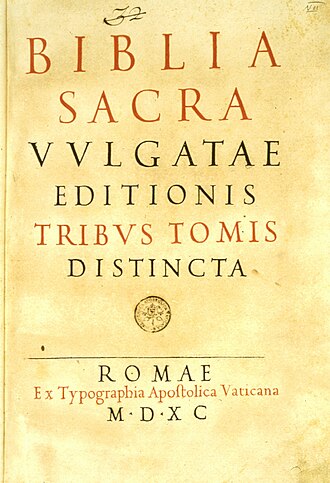 BIBLIA
SACRA
VVLGATAE
EDITIONIS
TRIBVS TOMIS
DISTINCTA
ROMAE
Ex Typographia Apoſtolica Vaticana
M·D·XC